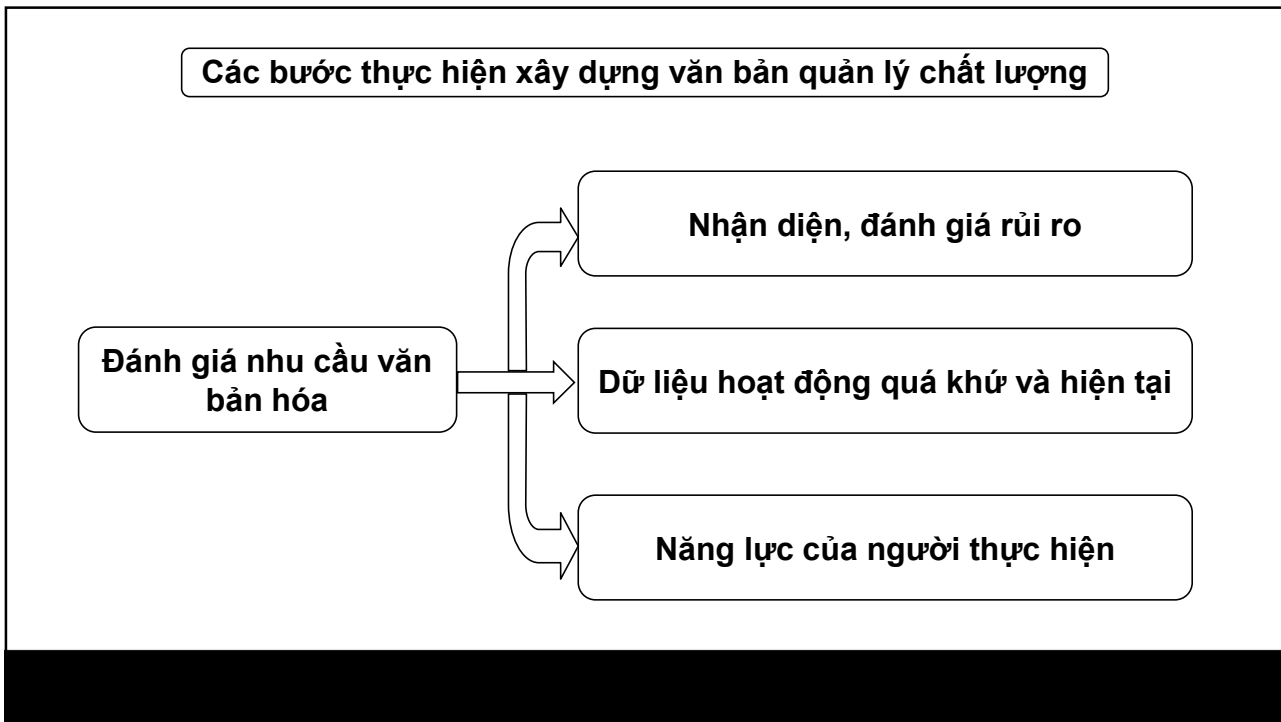 Các bước thực hiện xây dựng văn bản quản lý chất lượng
Nhận diện, đánh giá rủi ro
Đánh giá nhu cầu văn
bản hóa
Dữ liệu hoạt động quá khứ và hiện tại
Năng lực của người thực hiện